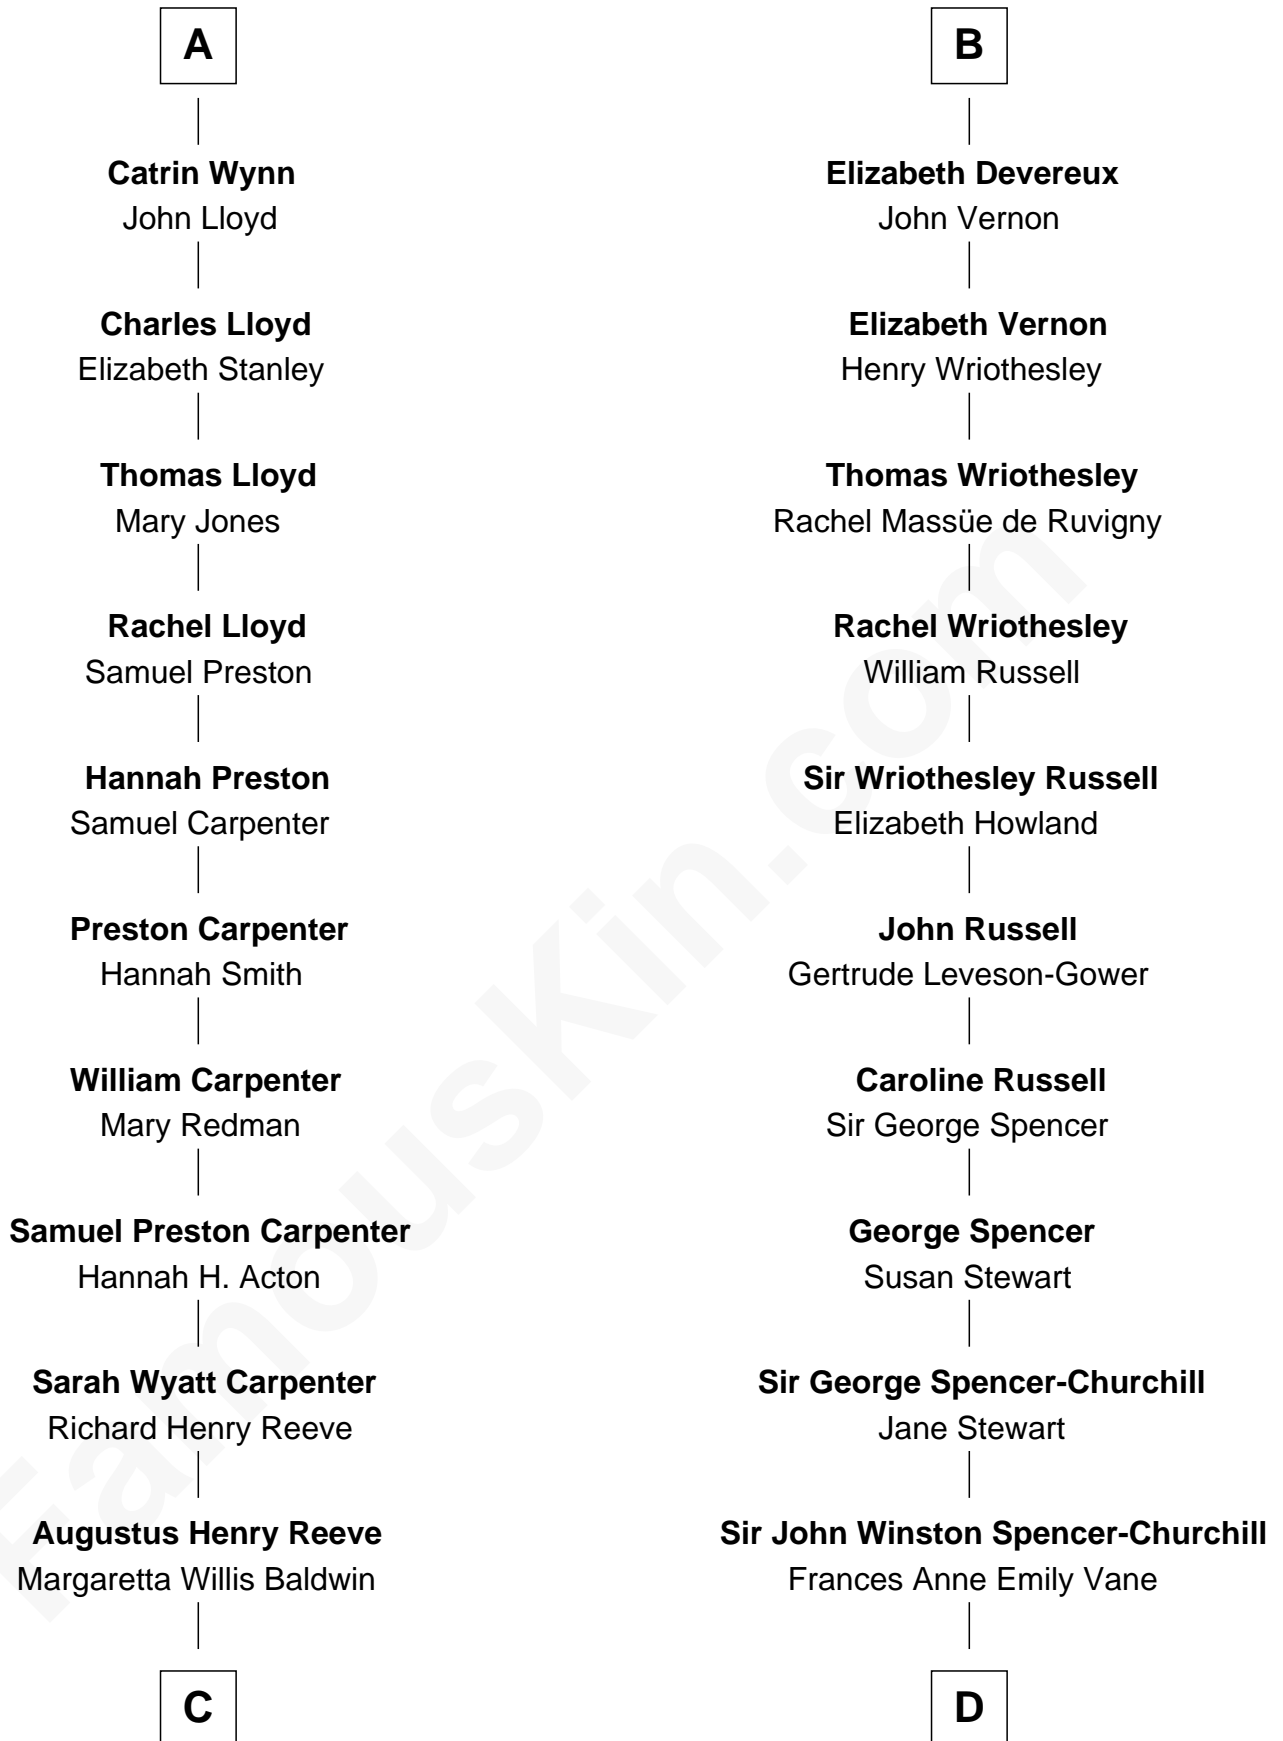 A
Catrin Wynn
John Lloyd
Charles Lloyd
Elizabeth Stanley
Thomas Lloyd
Mary Jones
Rachel Lloyd
Samuel Preston
Hannah Preston
Samuel Carpenter
Preston Carpenter
Hannah Smith
William Carpenter
Mary Redman
Samuel Preston Carpenter
Hannah H. Acton
Sarah Wyatt Carpenter
Richard Henry Reeve
Augustus Henry Reeve
Margaretta Willis Baldwin
C
B
Elizabeth Devereux
John Vernon
Elizabeth Vernon
Henry Wriothesley
Thomas Wriothesley
Rachel Massüe de Ruvigny
Rachel Wriothesley
William Russell
Sir Wriothesley Russell
Elizabeth Howland
John Russell
Gertrude Leveson-Gower
Caroline Russell
Sir George Spencer
George Spencer
Susan Stewart
Sir George Spencer-Churchill
Jane Stewart
Sir John Winston Spencer-Churchill
Frances Anne Emily Vane
D
FamousKin.com